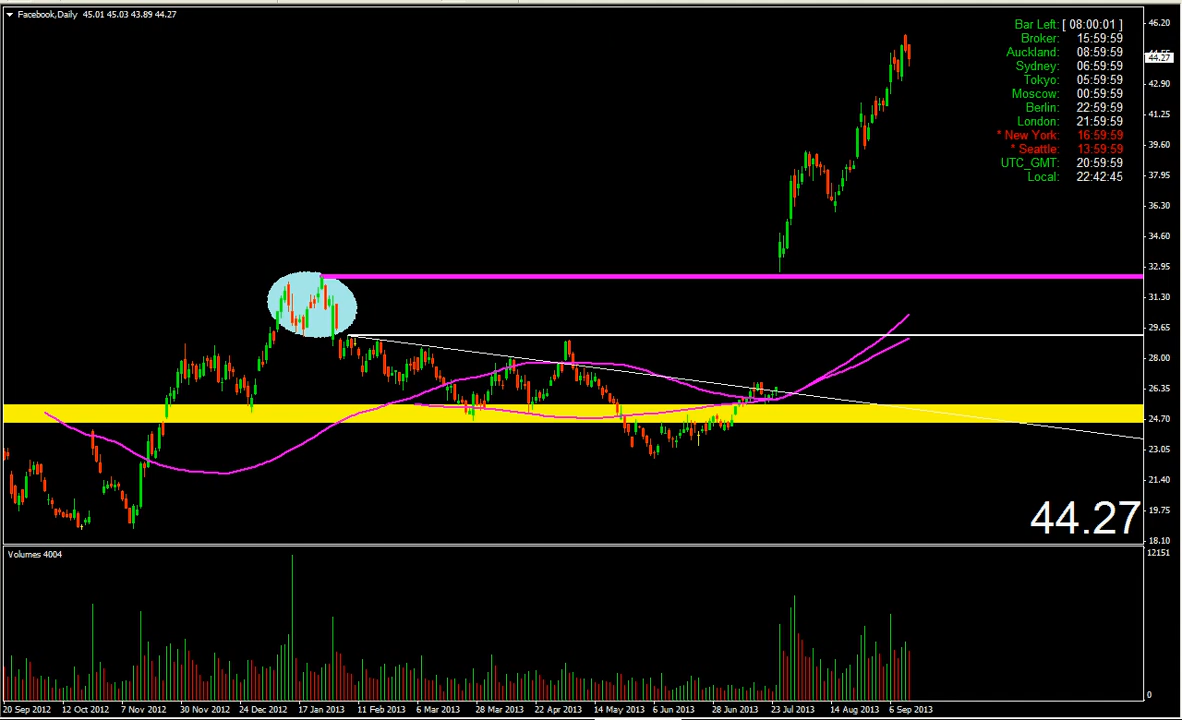 Facebook,Daily 45.01 45.03 43.89 44.27
Bar Left: [ 08:00:01 ]
Broker: 15:59:59
Auckland: 08:59:59
Sydney: 06:59:59
Tokyo: 05:59:59
Moscow: 00:59:59
Berlin: 22:59:59
London: 21:59:59
* New York: 16:59:59
* Seattle: 13:59:59
UTC_GMT: 20:59:59
Local: 22:42:45
46.20
44.27
42.90
41.25
39.60
37.95
36.30
34.60
32.95
31.30
29.65
28.00
26.35
24.70
23.05
21.40
19.75
18.10
44.27
Volumes 4004
12151
0
20 Sep 2012 12 Oct 2012 7 Nov 2012 30 Nov 2012 24 Dec 2012 17 Jan 2013 11 Feb 2013 6 Mar 2013 28 Mar 2013 22 Apr 2013 14 May 2013 6 Jun 2013 28 Jun 2013 23 Jul 2013 14 Aug 2013 6 Sep 2013